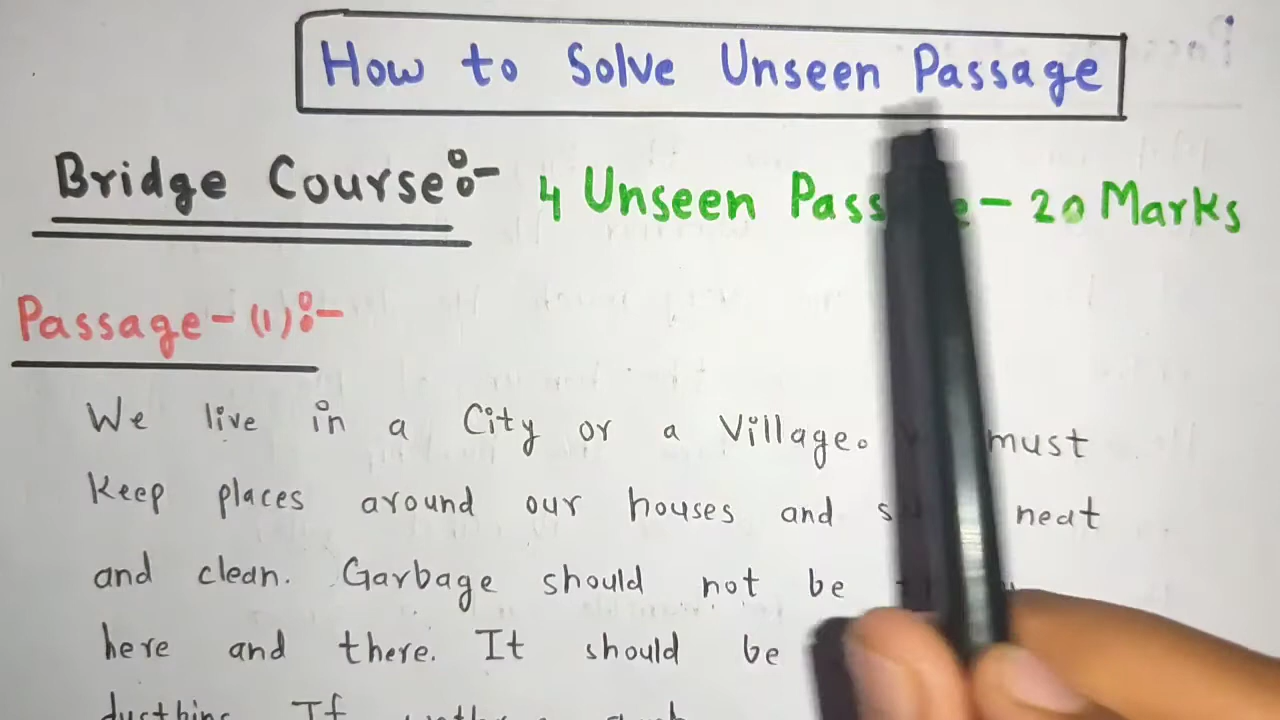 How to Solve Unseen Passage
Bridge Course:- 4 Unseen - 20 Marks
Passage-(1):-
We live in a City or a Village. must
Keep places around our houses and neat
and clean. Garbage should not be
here and there. It should be
dustbins. If